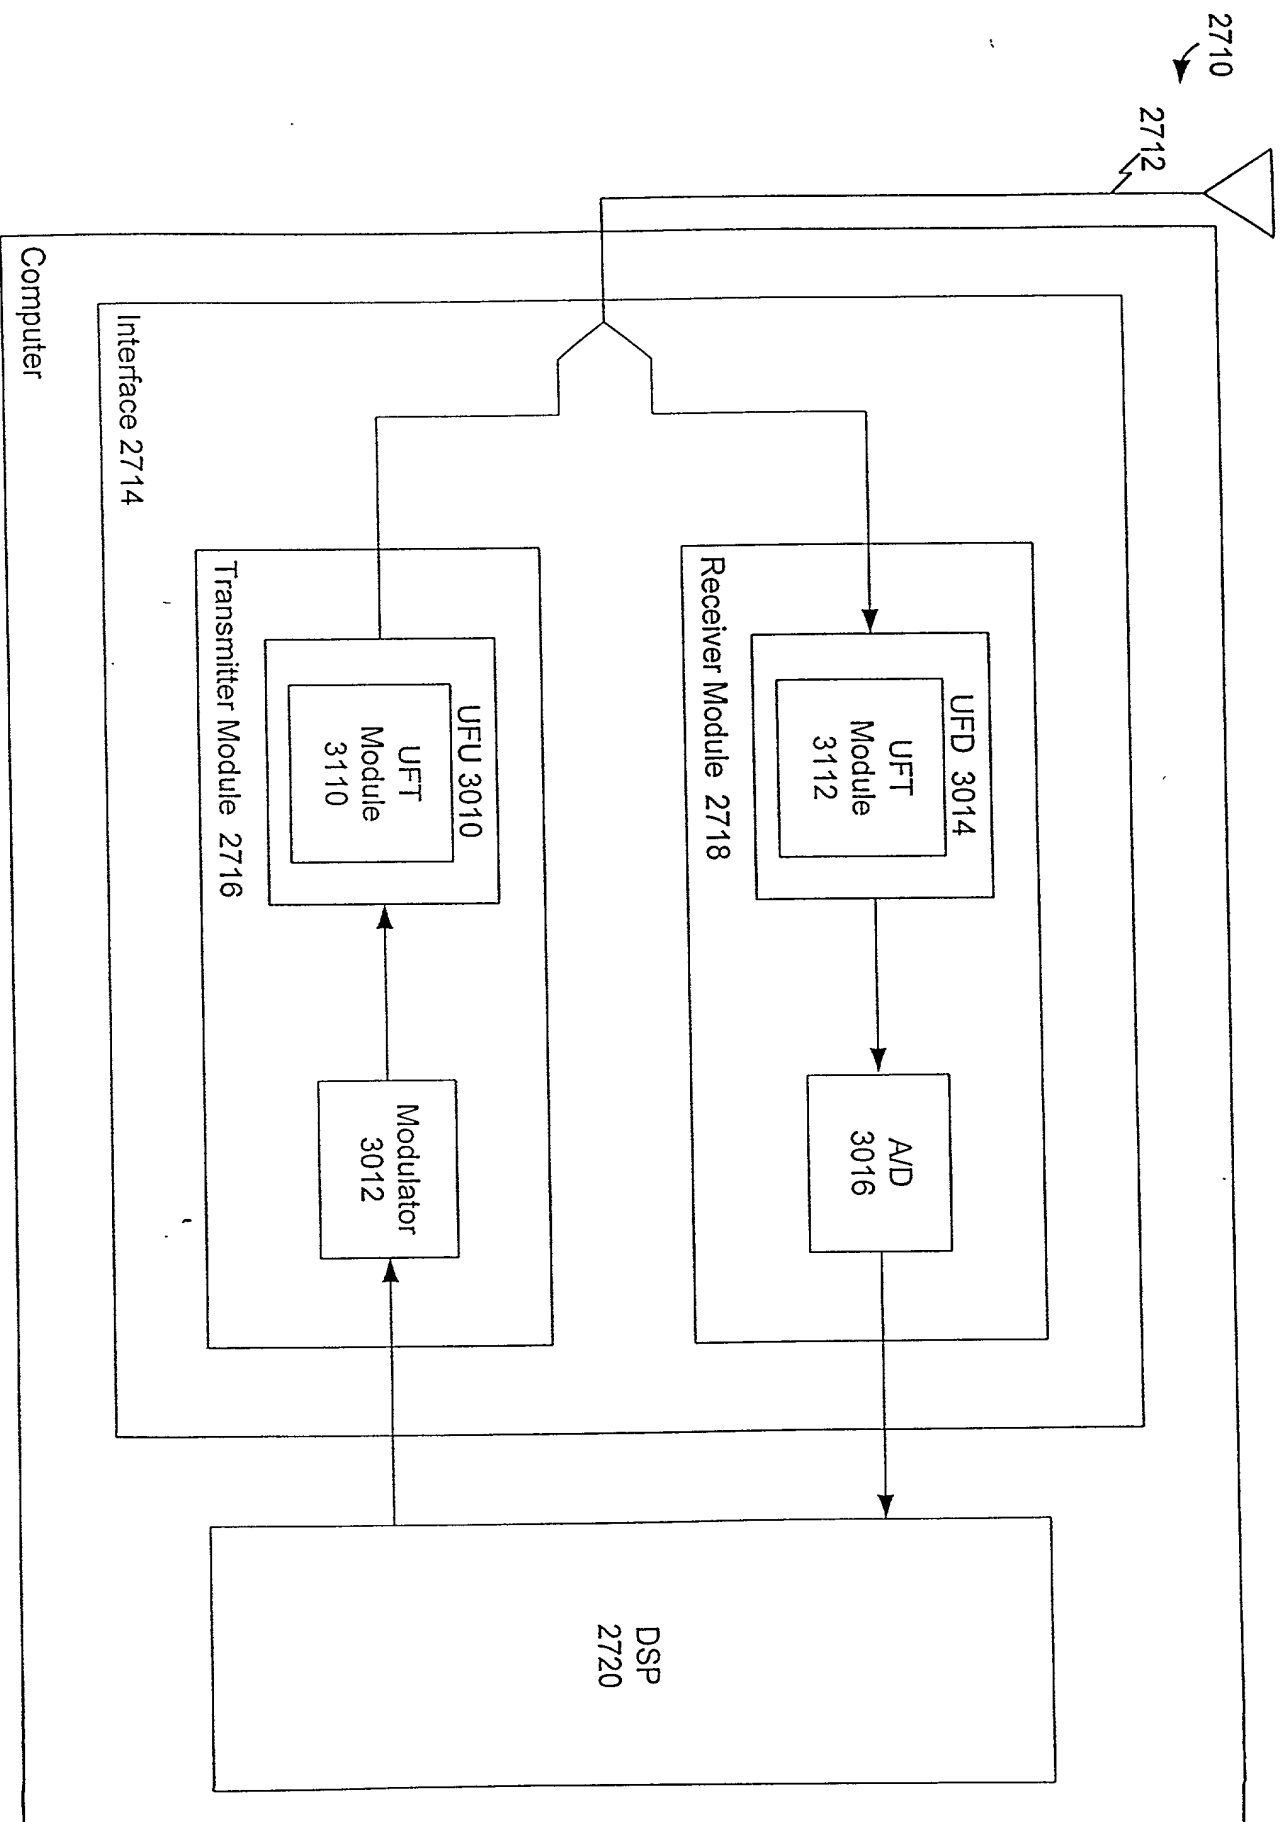 2710
2712
UFD 3014
UFT
Module
3112
A/D
3016
Receiver Module 2718
UFU 3010
UFT
Module
3110
Modulator
3012
Transmitter Module 2716
Interface 2714
Computer
DSP
2720